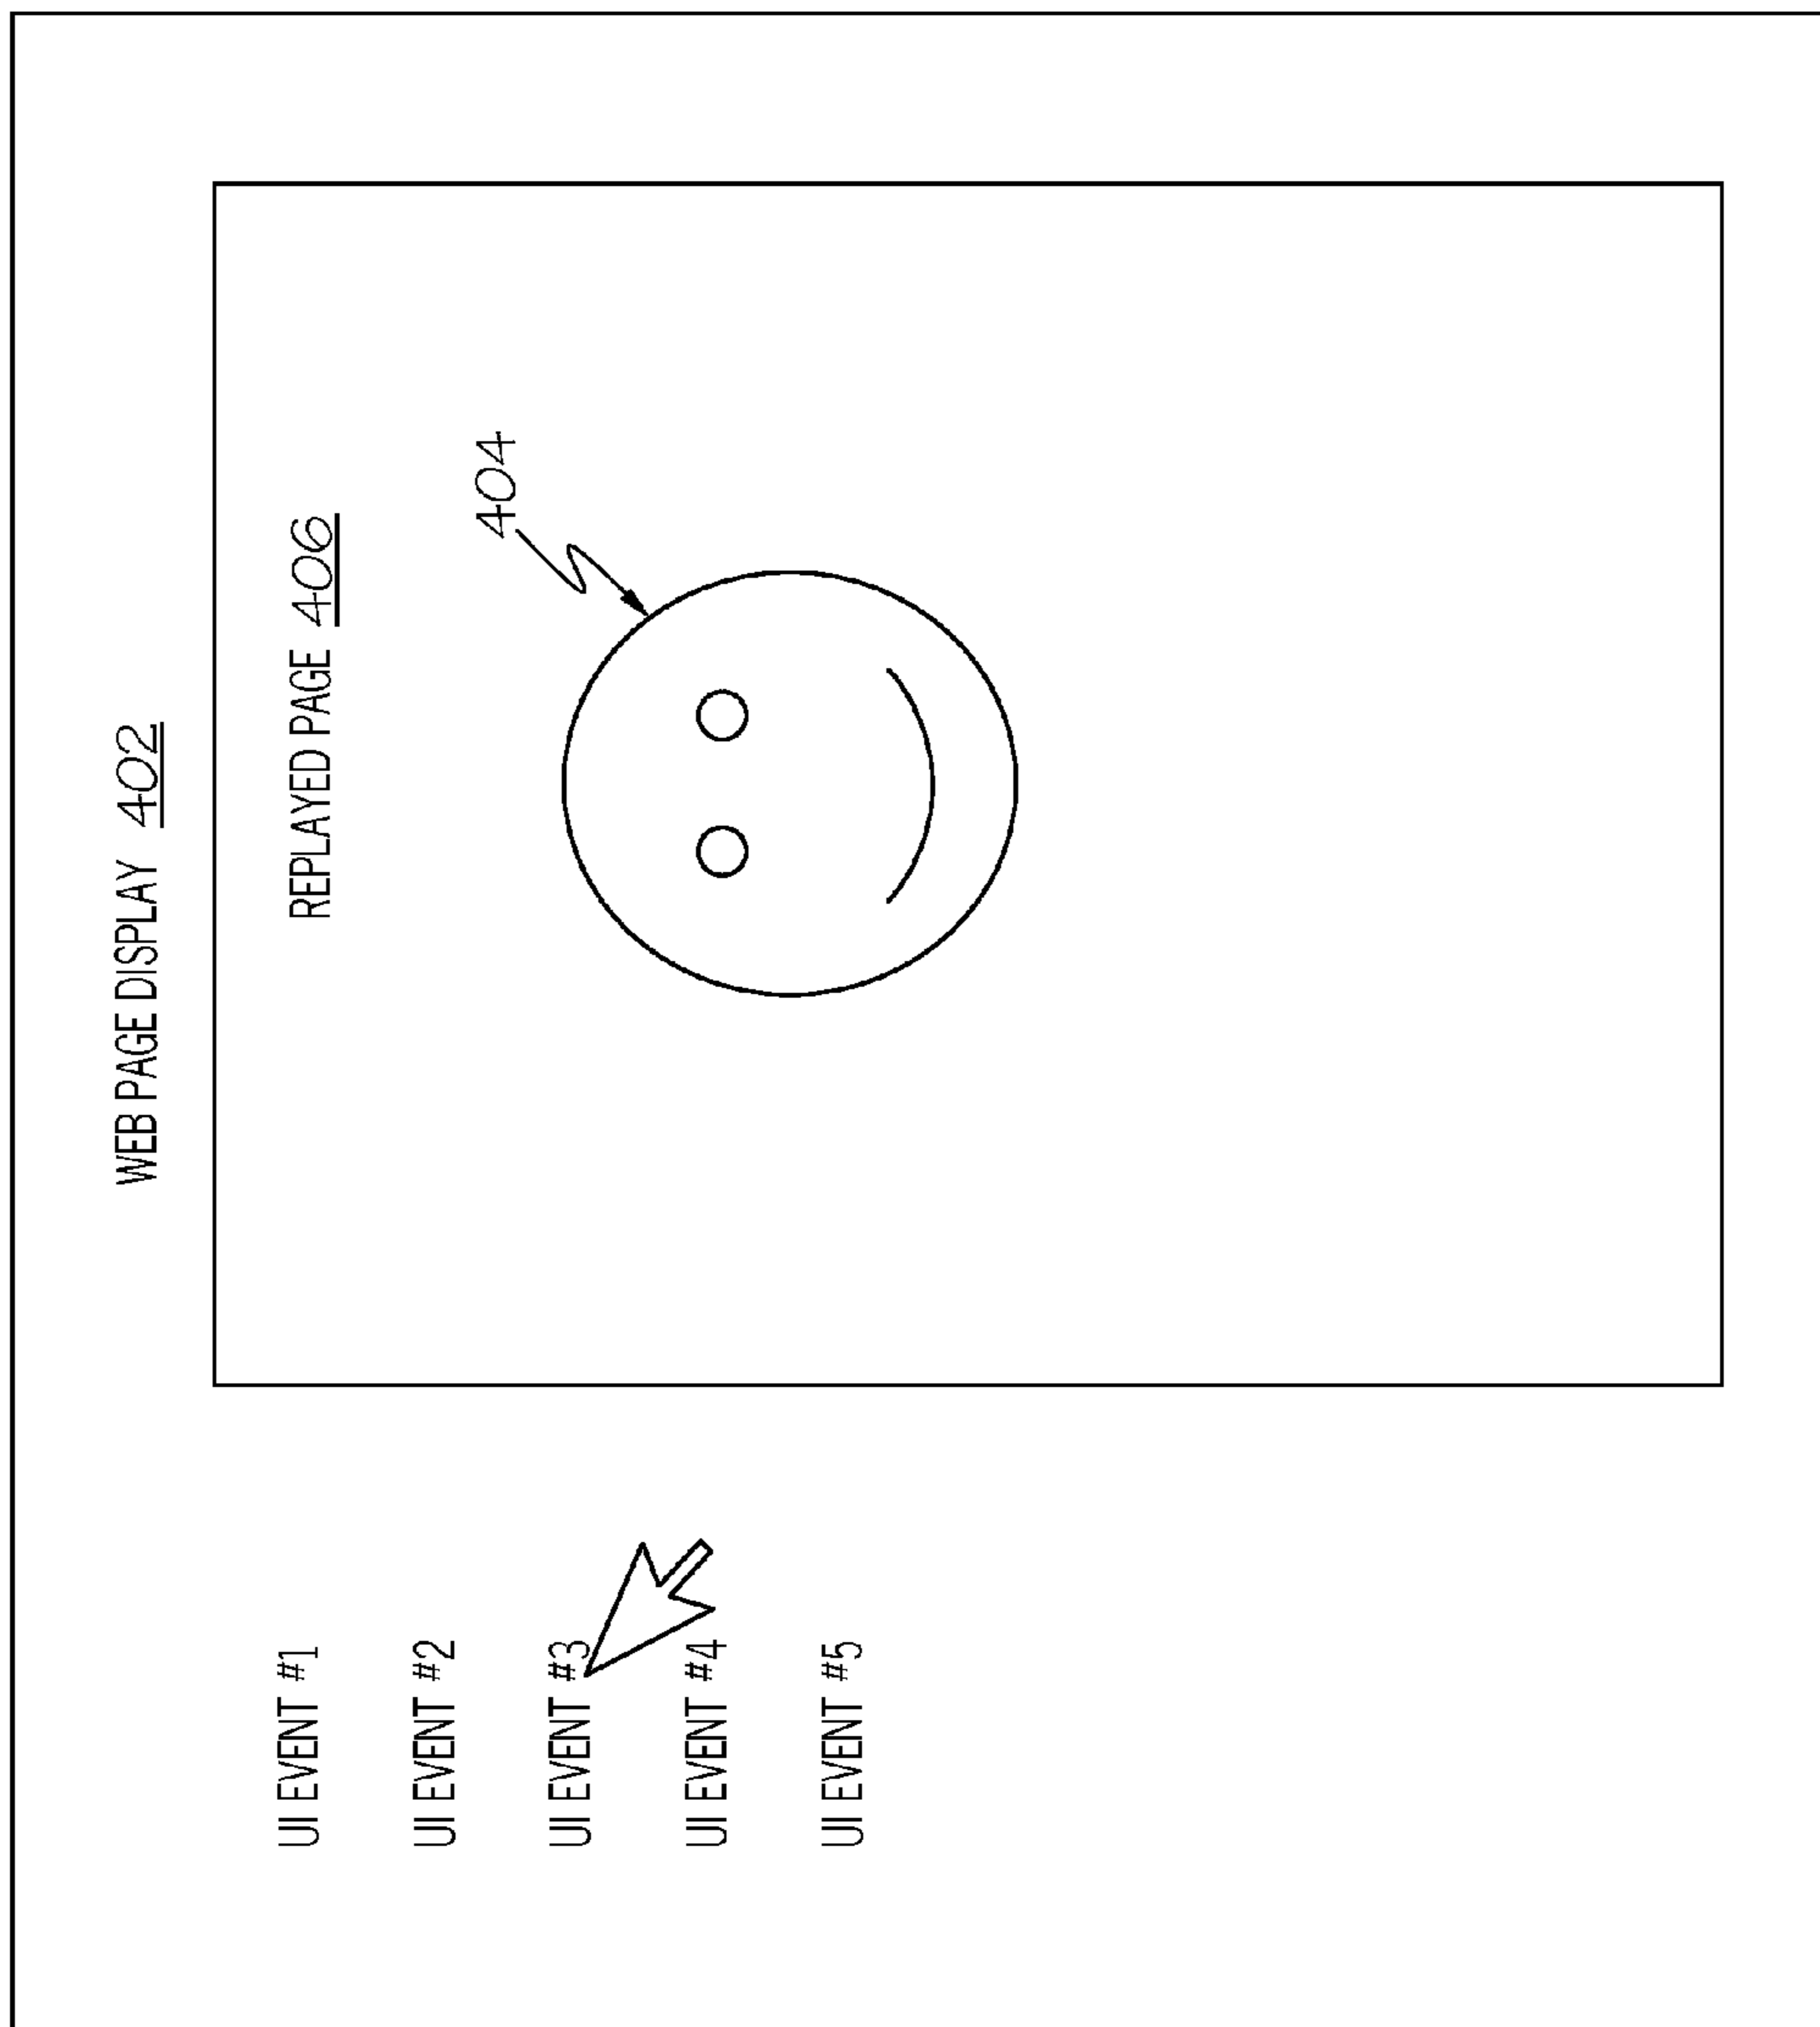 WEB PAGE DISPLAY 402
REPLAYED PAGE 406
404
UI EVENT #1
UI EVENT #2
UI EVENT #3
UI EVENT #4
UI EVENT #5